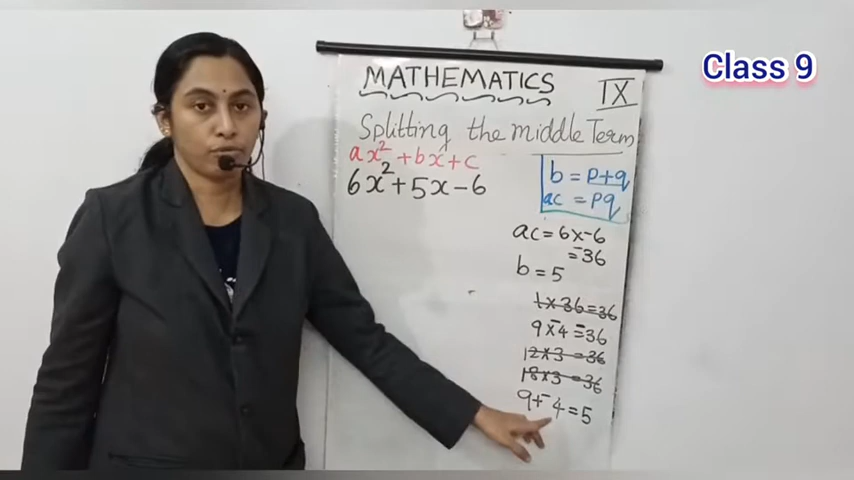 Class 9
MATHEMATICS IX
Splitting the middle Term
ax² + bx + c
6x² + 5x - 6
b = p+q
ac = pq
ac = 6x-6
= -36
b = 5
1 x 36 = 36
9 x -4 = -36
12 x 3 = 36
18 x 3 = 36
9 + -4 = 5